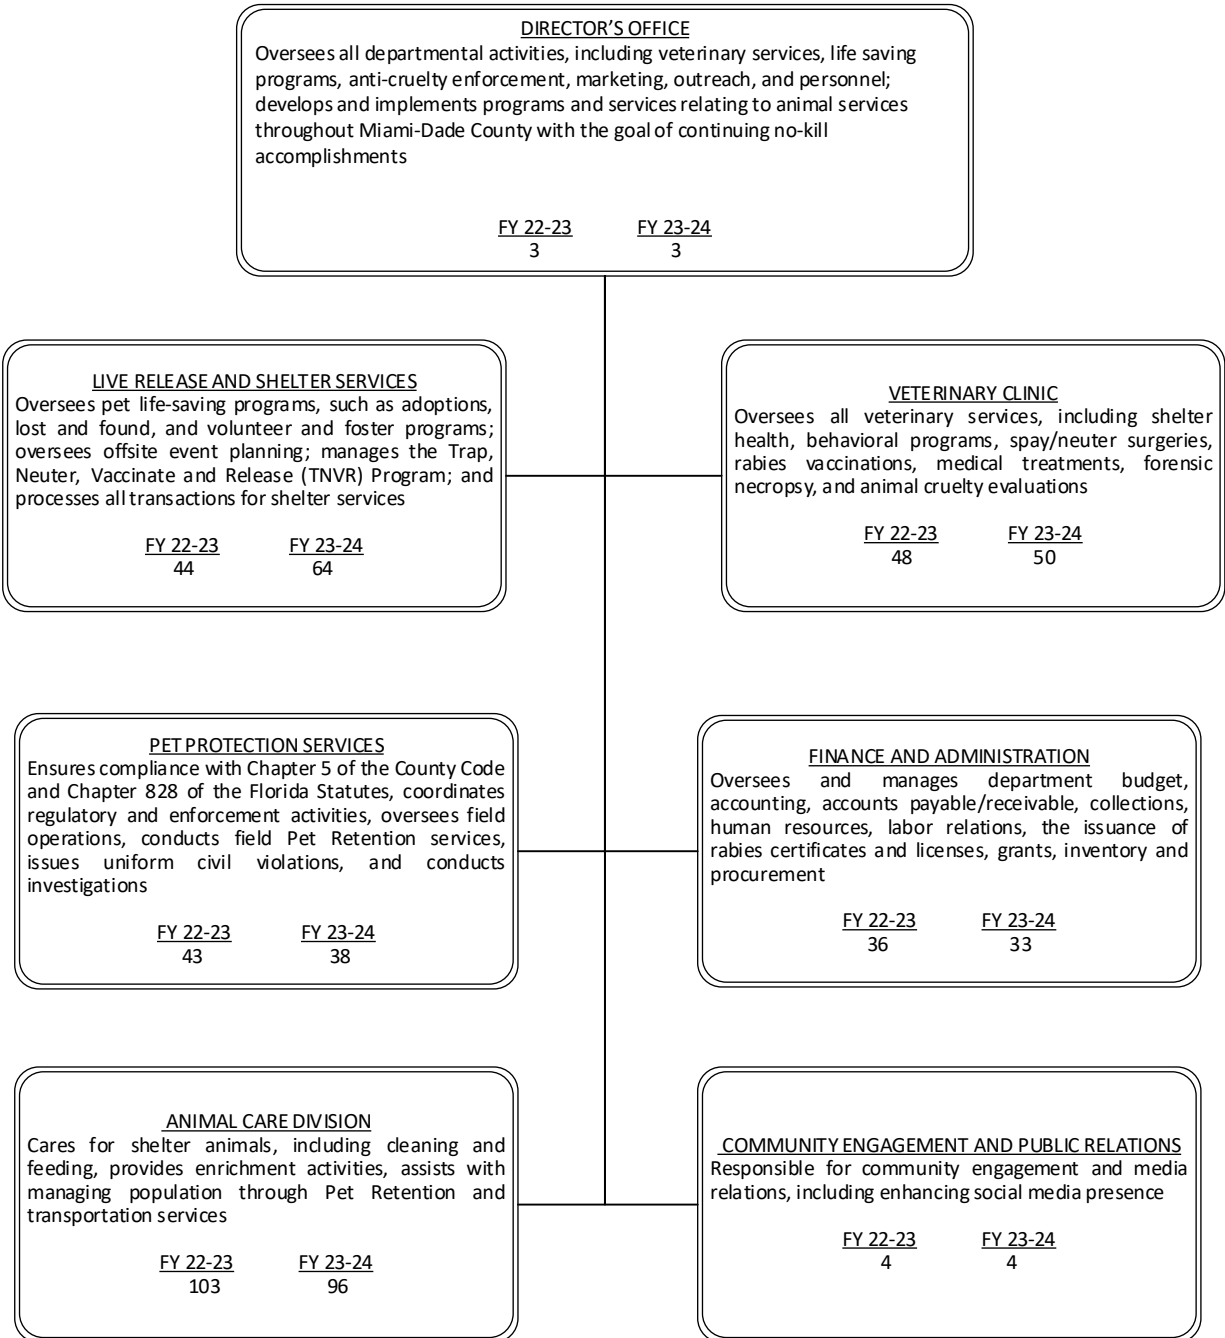 DIRECTOR'S OFFICE
Oversees all departmental activities, including veterinary services, life saving
programs, anti-cruelty enforcement, marketing, outreach, and personnel;
develops and implements programs and services relating to animal services
throughout Miami-Dade County with the goal of continuing no-kill
accomplishments
FY 22-23 FY 23-24
3 3
LIVE RELEASE AND SHELTER SERVICES
Oversees pet life-saving programs, such as adoptions,
lost and found, and volunteer and foster programs;
oversees offsite event planning; manages the Trap,
Neuter, Vaccinate and Release (TNVR) Program; and
processes all transactions for shelter services
FY 22-23 FY 23-24
44 64
VETERINARY CLINIC
Oversees all veterinary services, including shelter
health, behavioral programs, spay/neuter surgeries,
rabies vaccinations, medical treatments, forensic
necropsy, and animal cruelty evaluations
FY 22-23 FY 23-24
48 50
PET PROTECTION SERVICES
Ensures compliance with Chapter 5 of the County Code
and Chapter 828 of the Florida Statutes, coordinates
regulatory and enforcement activities, oversees field
operations, conducts field Pet Retention services,
issues uniform civil violations, and conducts
investigations
FY 22-23 FY 23-24
43 38
FINANCE AND ADMINISTRATION
Oversees and manages department budget,
accounting, accounts payable/receivable, collections,
human resources, labor relations, the issuance of
rabies certificates and licenses, grants, inventory and
procurement
FY 22-23 FY 23-24
36 33
ANIMAL CARE DIVISION
Cares for shelter animals, including cleaning and
feeding, provides enrichment activities, assists with
managing population through Pet Retention and
transportation services
FY 22-23 FY 23-24
103 96
COMMUNITY ENGAGEMENT AND PUBLIC RELATIONS
Responsible for community engagement and media
relations, including enhancing social media presence
FY 22-23 FY 23-24
4 4